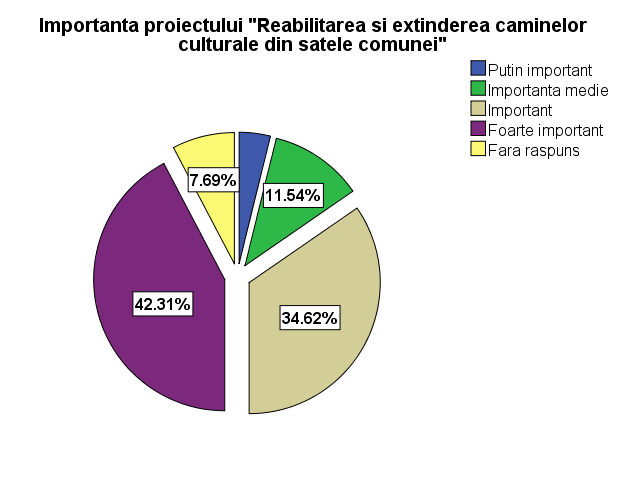 Importanta proiectului "Reabilitarea si extinderea caminelor
culturale din satele comunei"
Putin important
Importanta medie
Important
Foarte important
Fara raspuns
7.69%
11.54%
42.31%
34.62%